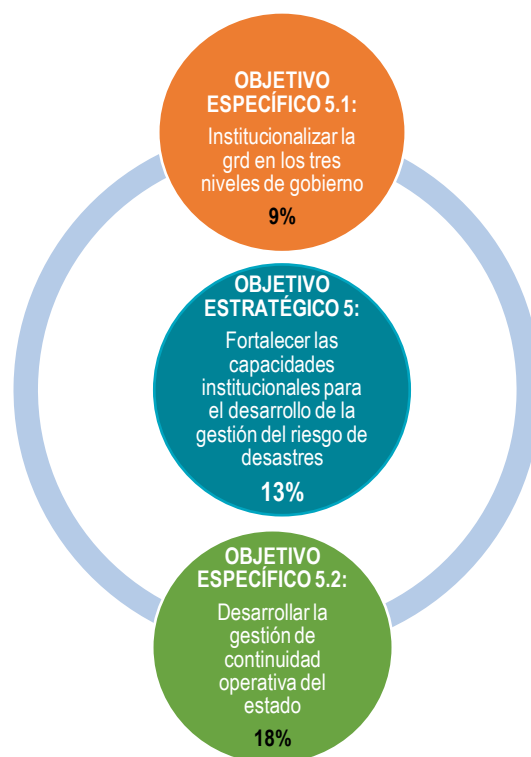 OBJETIVO
ESPECÍFICO 5.1:
Institucionalizar la
grd en los tres
niveles de gobierno
9%
OBJETIVO
ESTRATÉGICO 5:
Fortalecer las
capacidades
institucionales para
el desarrollo de la
gestión del riesgo de
desastres
13%
OBJETIVO
ESPECÍFICO 5.2:
Desarrollar la
gestión de
continuidad
operativa del
estado
18%